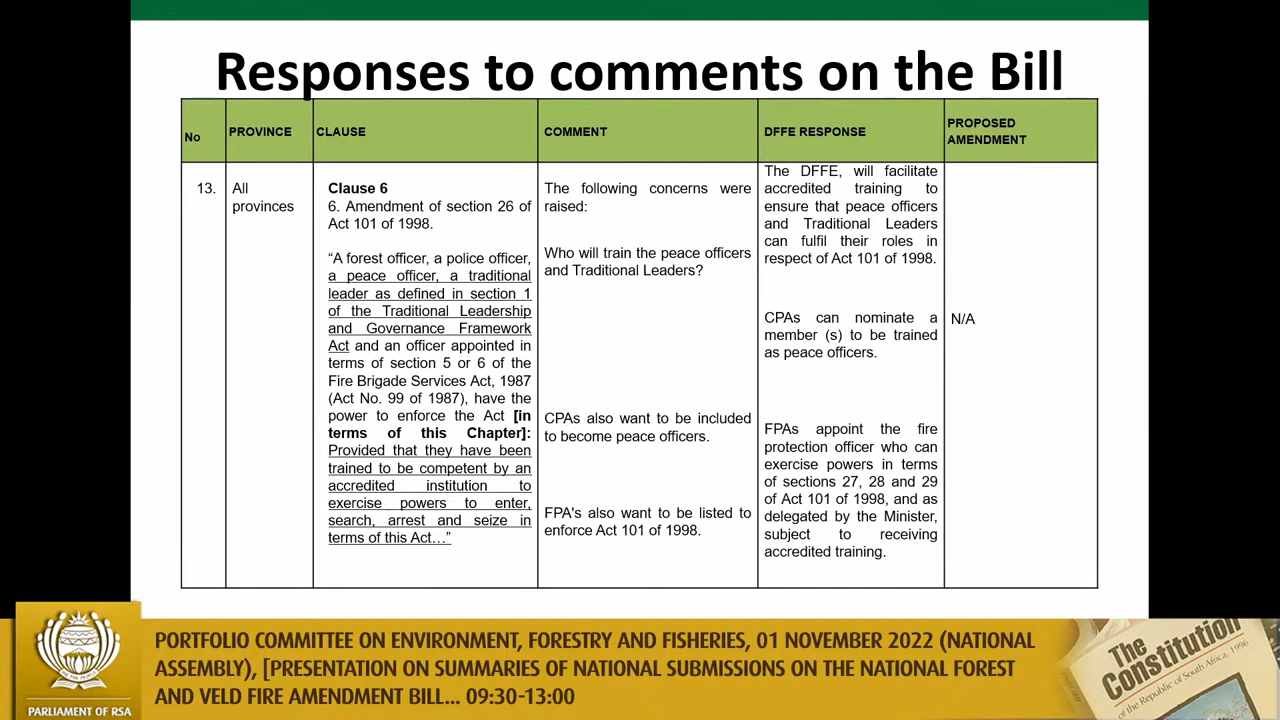 Responses to comments on the Bill
No
PROVINCE
CLAUSE
COMMENT
DFFE RESPONSE
PROPOSED
AMENDMENT
13.
All
provinces
Clause 6
6. Amendment of section 26 of
Act 101 of 1998.
“A forest officer, a police officer,
a peace officer, a traditional
leader as defined in section 1
of the Traditional Leadership
and Governance Framework
Act and an officer appointed in
terms of section 5 or 6 of the
Fire Brigade Services Act, 1987
(Act No. 99 of 1987), have the
power to enforce the Act [in
terms of this Chapter]:
Provided that they have been
trained to be competent by an
accredited institution to
exercise powers to enter,
search, arrest and seize in
terms of this Act…”
The following concerns were
raised:
Who will train the peace officers
and Traditional Leaders?
CPAs also want to be included
to become peace officers.
FPA's also want to be listed to
enforce Act 101 of 1998.
The DFFE, will facilitate
accredited training to
ensure that peace officers
and Traditional Leaders
can fulfil their roles in
respect of Act 101 of 1998.
CPAs can nominate a
member (s) to be trained
as peace officers.
FPAs appoint the fire
protection officer who can
exercise powers in terms
of sections 27, 28 and 29
of Act 101 of 1998, and as
delegated by the Minister,
subject to receiving
accredited training.
N/A
PORTFOLIO COMMITTEE ON ENVIRONMENT, FORESTRY AND FISHERIES, 01 NOVEMBER 2022 (NATIONAL
ASSEMBLY), [PRESENTATION ON SUMMARIES OF NATIONAL SUBMISSIONS ON THE NATIONAL FOREST
AND VELD FIRE AMENDMENT BILL... 09:30-13:00
PARLIAMENT OF RSA
The
Constitution
of the Republic of South Africa, 1996